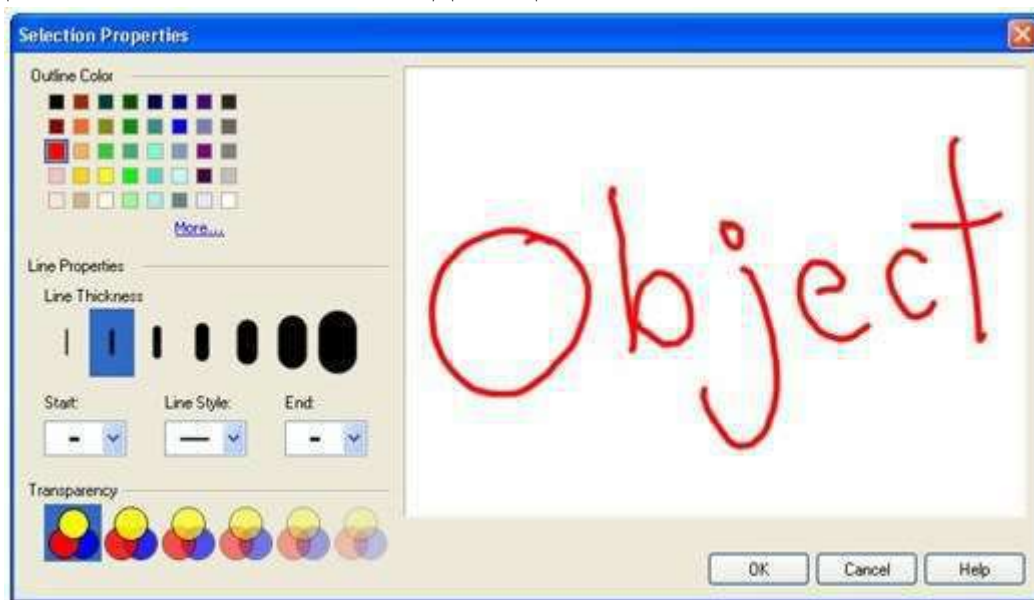 Selection Properties
Outline Color
More....
Line Properties
Line Thickness
Start: Line Style: End:
Transparency
Object
OK Cancel Help